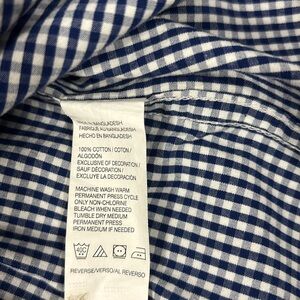 MADE IN BANGLADESH
FABRIQUÉ AU BANGLADESH
HECHO EN BANGLADESH
100% COTTON / COTON /
ALGODÓN
EXCLUSIVE OF DECORATION /
SAUF DÉCORATION /
EXCLUYE LA DECORACIÓN
MACHINE WASH WARM
PERMANENT PRESS CYCLE
ONLY NON-CHLORINE
BLEACH WHEN NEEDED
TUMBLE DRY MEDIUM
PERMANENT PRESS
IRON MEDIUM IF NEEDED
40C
REVERSE/VERSO/AL REVERSO